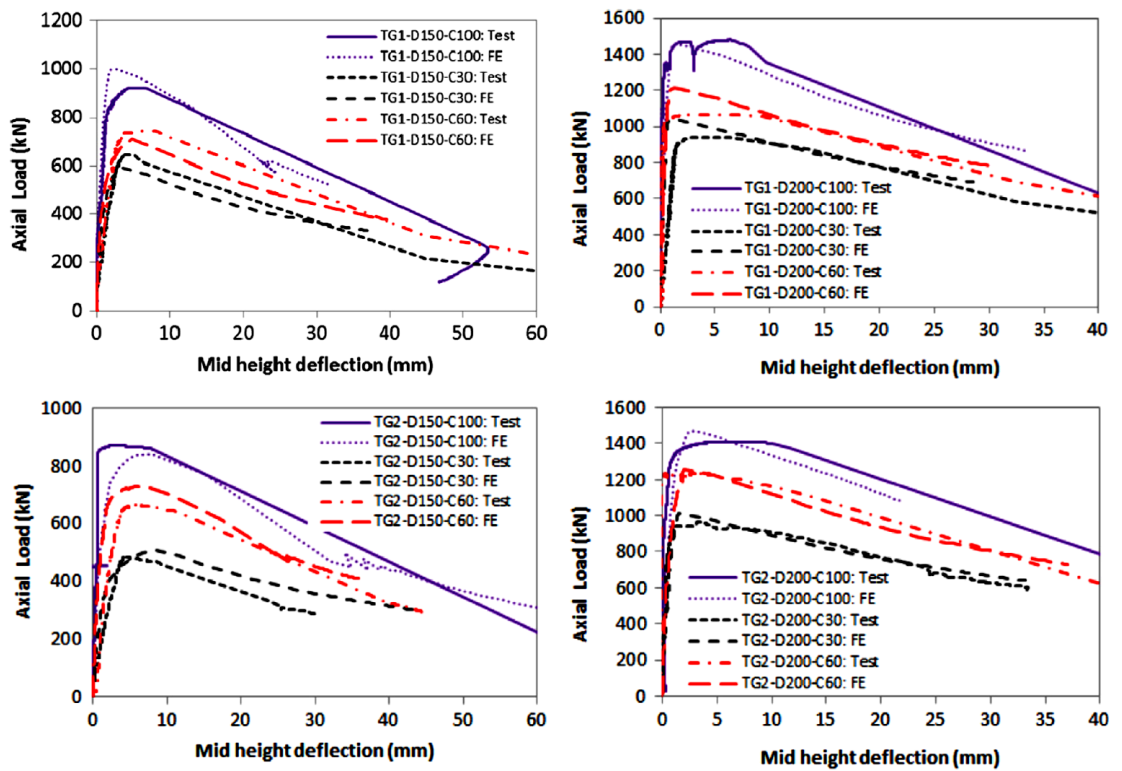 1200
1000
800
600
400
200
0
Axial Load (kN)
TG1-D150-C100: Test
TG1-D150-C100: FE
TG1-D150-C30: Test
TG1-D150-C30: FE
TG1-D150-C60: Test
TG1-D150-C60: FE
0 10 20 30 40 50 60
Mid height deflection (mm)
1600
1400
1200
1000
800
600
400
200
0
Axial Load (kN)
TG1-D200-C100: Test
TG1-D200-C100: FE
TG1-D200-C30: Test
TG1-D200-C30: FE
TG1-D200-C60: Test
TG1-D200-C60: FE
0 5 10 15 20 25 30 35 40
Mid height deflection (mm)
1000
800
600
400
200
0
Axial Load (kN)
TG2-D150-C100: Test
TG2-D150-C100: FE
TG2-D150-C30: Test
TG2-D150-C30: FE
TG2-D150-C60: Test
TG2-D150-C60: FE
0 10 20 30 40 50 60
Mid height deflection (mm)
1600
1400
1200
1000
800
600
400
200
0
Axial Load (kN)
TG2-D200-C100: Test
TG2-D200-C100: FE
TG2-D200-C30: Test
TG2-D200-C30: FE
TG2-D200-C60: Test
TG2-D200-C60: FE
0 10 20 30 40
Mid height deflection (mm)